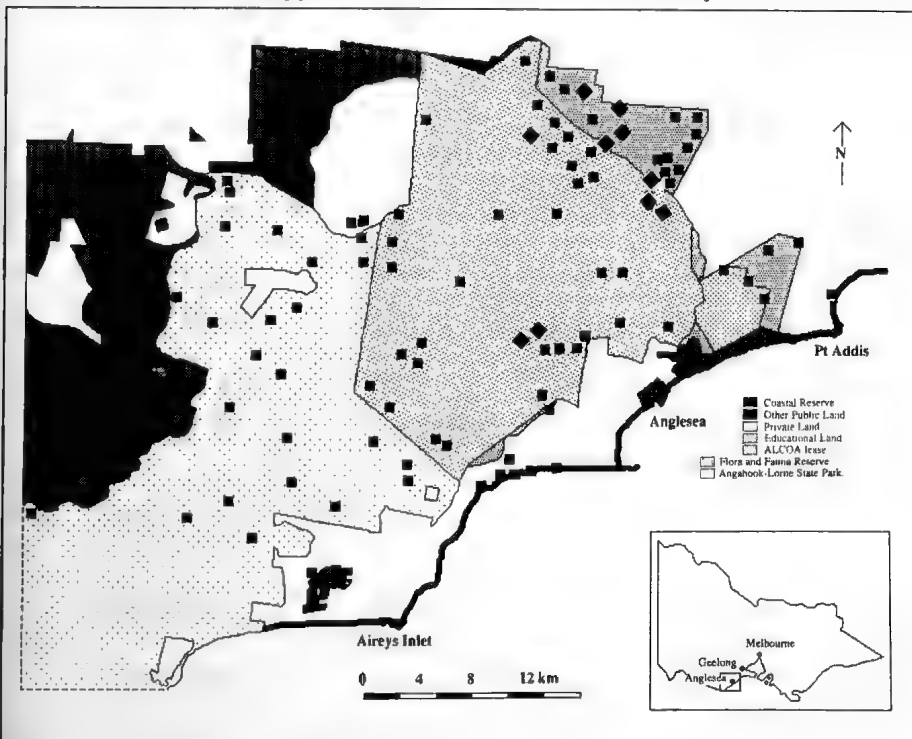 N
Pt Addis
Anglesea
Coastal Reserve
Other Public Land
Private Land
Educational Land
ALCOA lease
Flora and Fauna Reserve
Angahook-Lorne State Park.
Aireys Inlet
0 4 8 12 km
Melbourne
Geelong
Anglesea